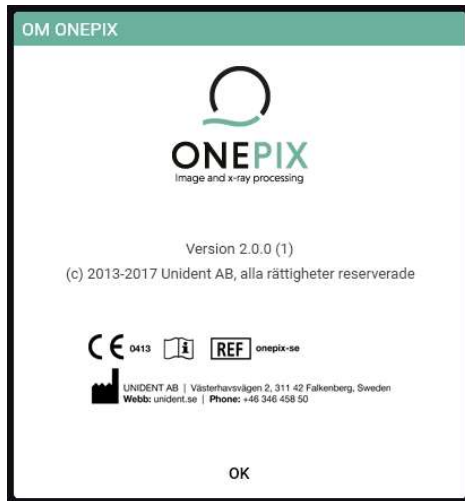 OM ONEPIX
ONEPIX
Image and x-ray processing
Version 2.0.0 (1)
(c) 2013-2017 Unident AB, alla rättigheter reserverade
CE 0413 i REF onepix-se
UNIDENT AB | Västerhavsvägen 2, 311 42 Falkenberg, Sweden
Webb: unident.se | Phone: +46 346 458 50
OK